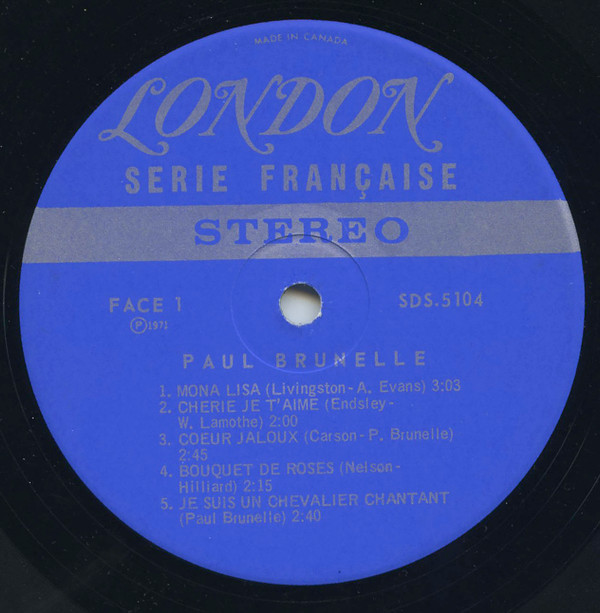 MADE IN CANADA
LONDON
SERIE FRANÇAISE
STEREO
FACE 1
SDS.5104
Ⓟ1971
PAUL BRUNELLE
1. MONA LISA (Livingston- A. Evans) 3:03
2. CHERIE JE T'AIME (Endsley-
W. Lamothe) 2:00
3. COEUR JALOUX (Carson- P. Brunelle)
2:45
4. BOUQUET DE ROSES (Nelson-
Hilliard) 2:15
5. JE SUIS UN CHEVALIER CHANTANT
(Paul Brunelle) 2:40